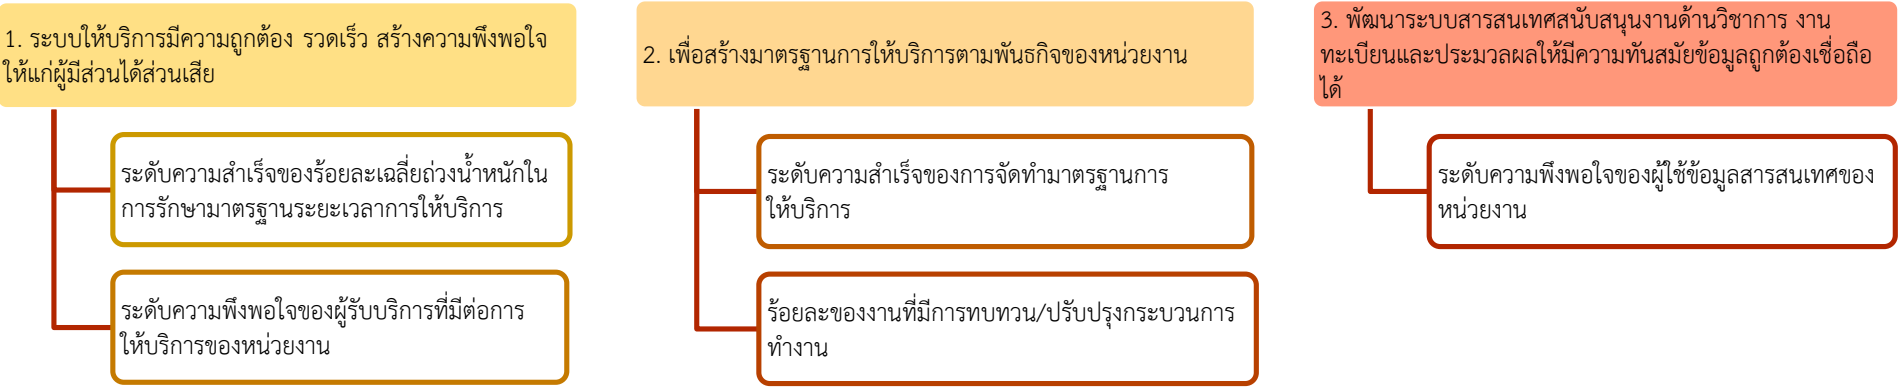 1. ระบบให้บริการมีความถูกต้อง รวดเร็ว สร้างความพึงพอใจ
ให้แก่ผู้มีส่วนได้ส่วนเสีย
ระดับความสำเร็จของร้อยละเฉลี่ยถ่วงน้ำหนักใน
การรักษามาตรฐานระยะเวลาการให้บริการ
ระดับความพึงพอใจของผู้รับบริการที่มีต่อการ
ให้บริการของหน่วยงาน
2. เพื่อสร้างมาตรฐานการให้บริการตามพันธกิจของหน่วยงาน
ระดับความสำเร็จของการจัดทำมาตรฐานการ
ให้บริการ
ร้อยละของงานที่มีการทบทวน/ปรับปรุงกระบวนการ
ทำงาน
3. พัฒนาระบบสารสนเทศสนับสนุนงานด้านวิชาการ งาน
ทะเบียนและประมวลผลให้มีความทันสมัยข้อมูลถูกต้องเชื่อถือ
ได้
ระดับความพึงพอใจของผู้ใช้ข้อมูลสารสนเทศของ
หน่วยงาน